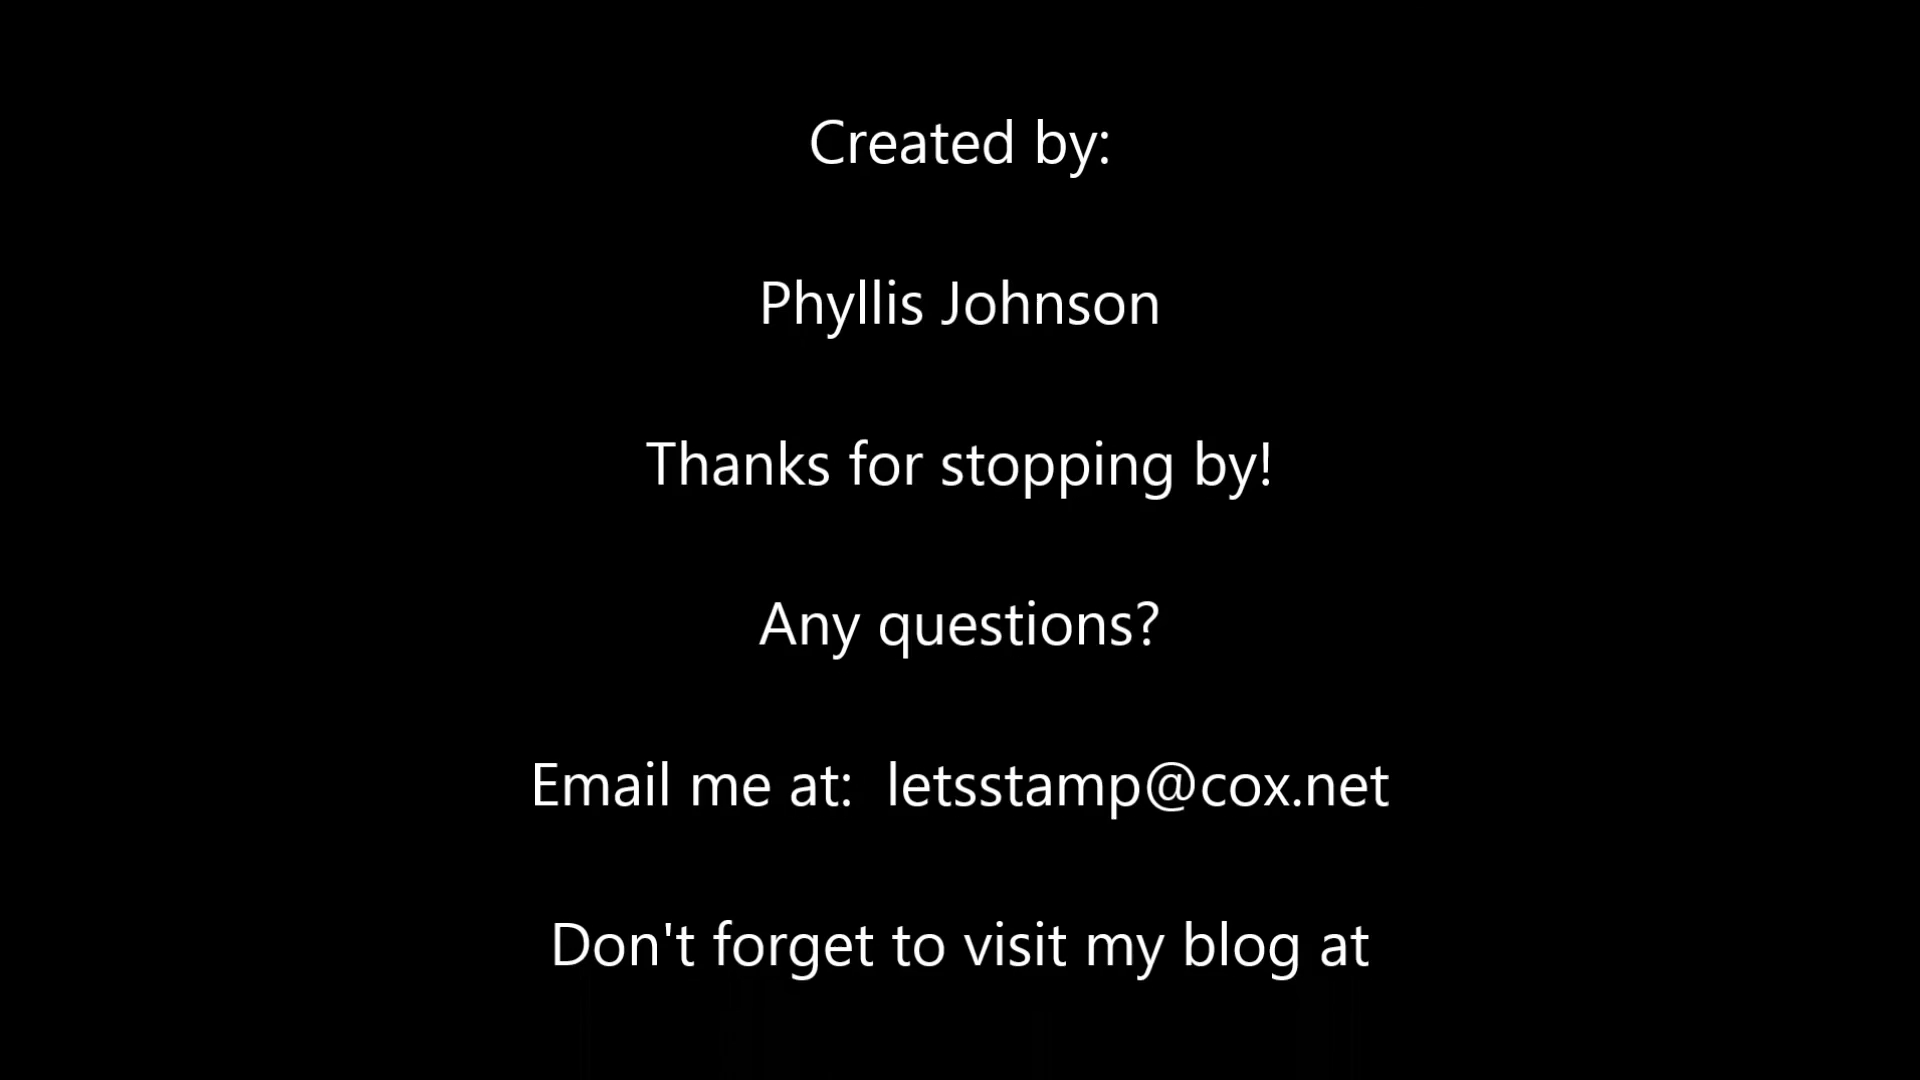 Created by:
Phyllis Johnson
Thanks for stopping by!
Any questions?
Email me at:  letsstamp@cox.net
Don't forget to visit my blog at